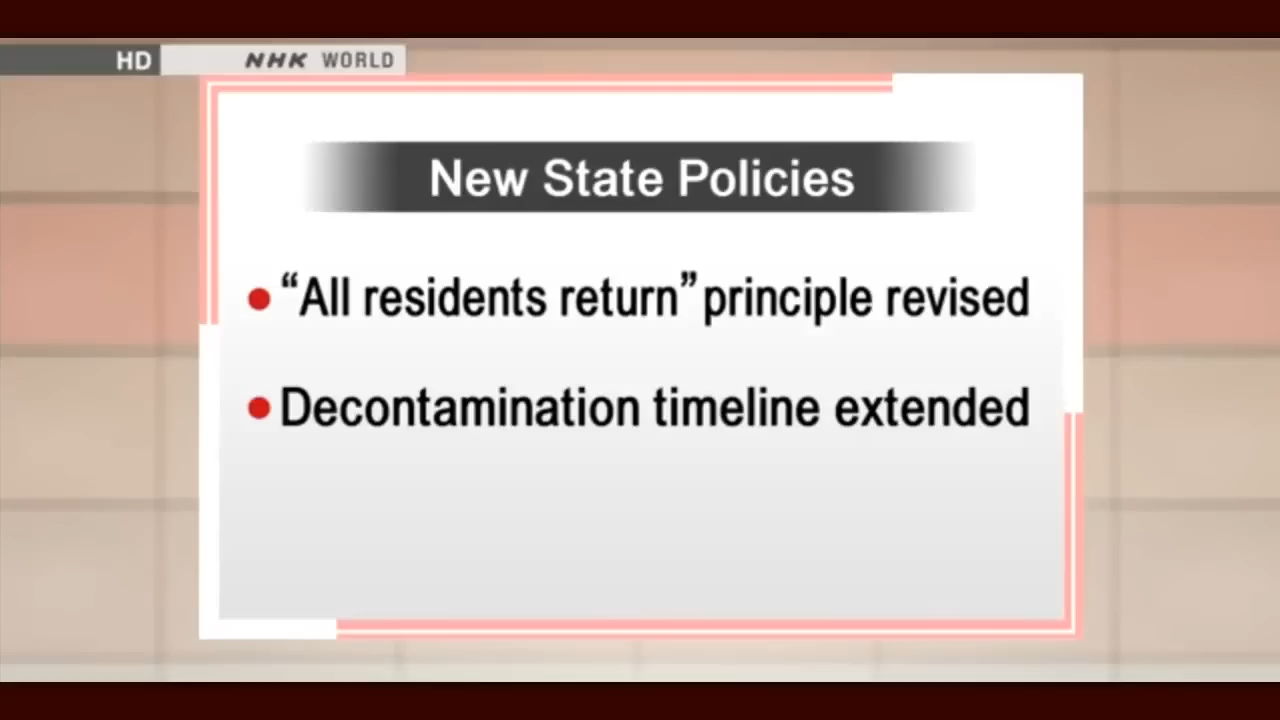 HD NHK WORLD
New State Policies
“All residents return” principle revised
Decontamination timeline extended